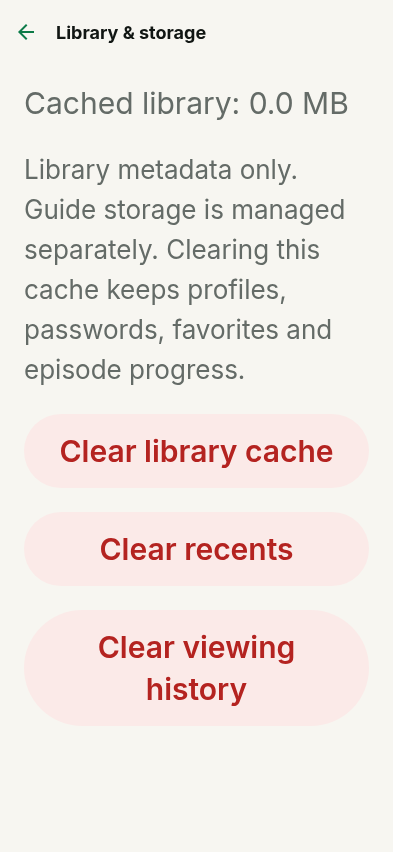 Library & storage
Cached library: 0.0 MB
Library metadata only.
Guide storage is managed
separately. Clearing this
cache keeps profiles,
passwords, favorites and
episode progress.
Clear library cache
Clear recents
Clear viewing
history